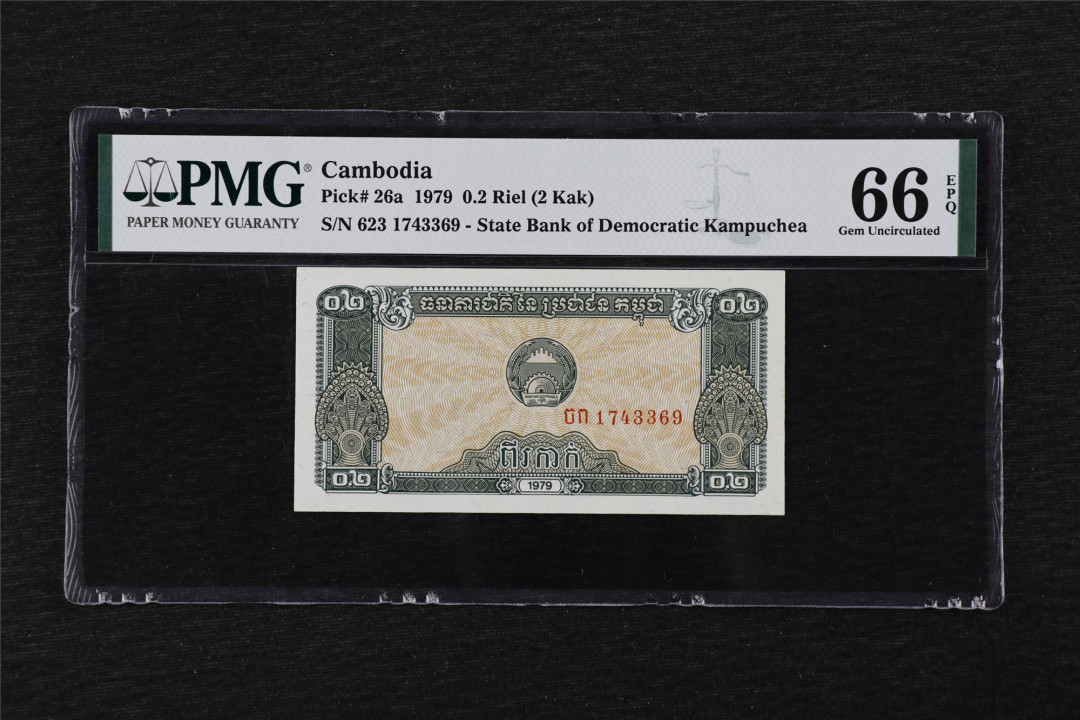 PMG®
PAPER MONEY GUARANTY
Cambodia
Pick# 26a 1979 0.2 Riel (2 Kak)
S/N 623 1743369 - State Bank of Democratic Kampuchea
66
EPQ
Gem Uncirculated
០.២ ធនាគារជាតិនៃប្រជាជនកម្ពុជា ០.២
ជព 1743369
ពីរកាក់
០.២ 1979 ០.២